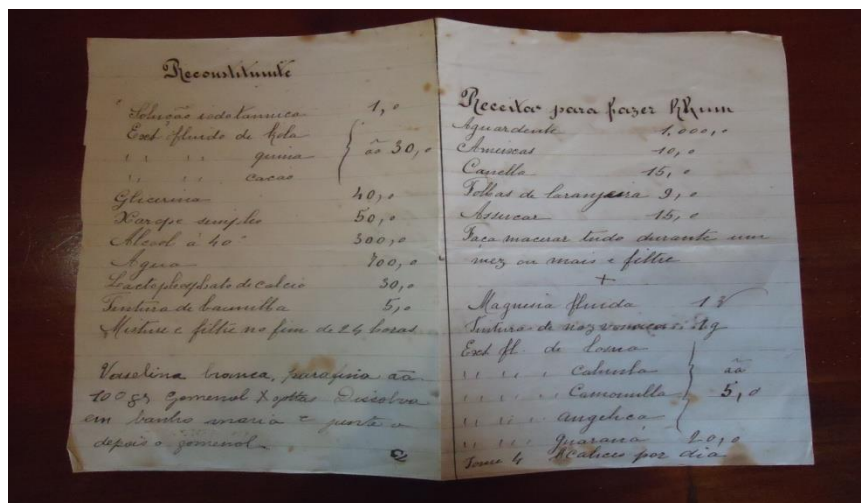 Reconstituinte
Solução iodotannica 1,0
Ext. fluido de Kola
" " quina } ãa 30,0
" " cacao
Glicerina 40,0
Xarope simples 50,0
Alcool à 40° 300,0
Agua 700,0
Lactophosphato de calcio 30,0
Tintura de baunilha 5,0
Misture e filtre no fim de 24 horas
Vaselina branca, parafina ãa
100 gr gomenol X gottas Dissolva
em banho maria e junte o
depois o gomenol
Receita para fazer Rhum
Aguardente 1.000,0
Ameixas 10,0
Canella 15,0
Folhas de laranjeira 9,0
Assucar 15,0
Faça macerar tudo durante um
mez ou mais e filtre
+
Magnesia fluida 1
Tintura de noz vomica
Ext. fl. de Losna
" " " Calumba } ãa
" " " Camomilla } 5,0
" " " angelica
" " " guaraná 20,0
Tome 4 calices por dia